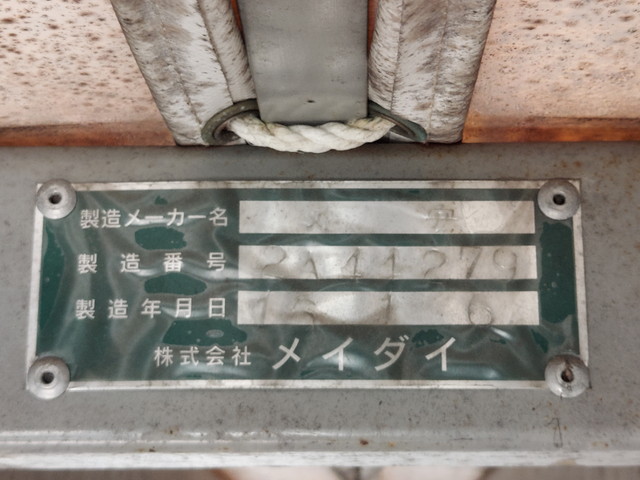 製造メーカー名
製造番号 2A41279
製造年月日
株式会社 メイダイ